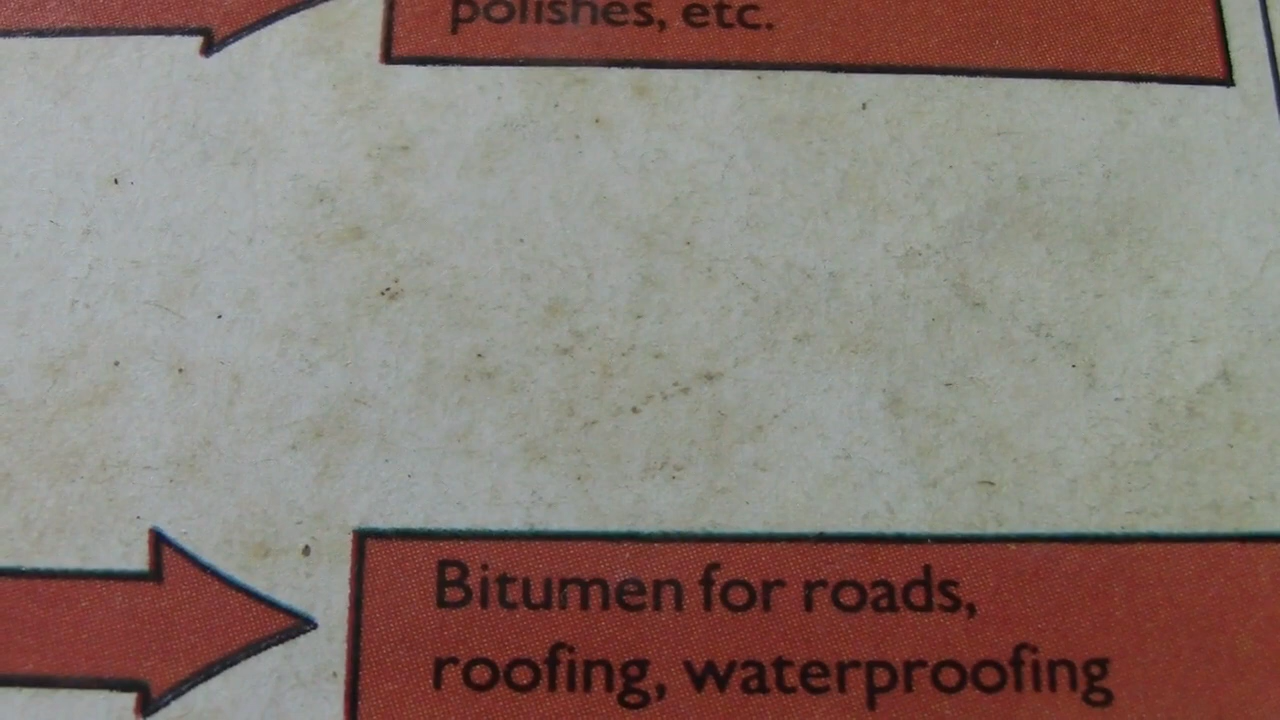 polishes, etc.
Bitumen for roads,
roofing, waterproofing